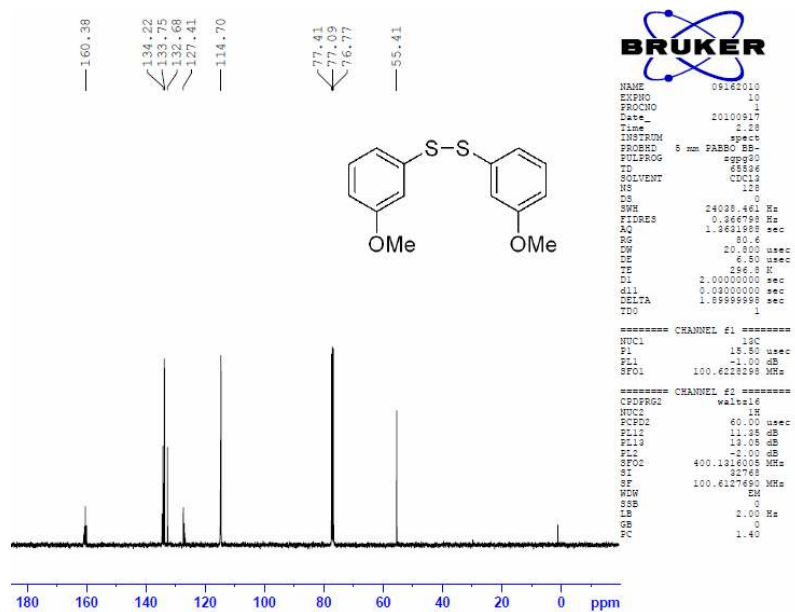 160.38
134.22
133.75
132.68
127.41
114.70
77.41
77.09
76.77
55.41
BRUKER
NAME 09162010
EXPNO 10
PROCNO 1
Date_ 20100917
Time 2.28
INSTRUM spect
PROBHD 5 mm PABBO BB-
PULPROG zgpg30
TD 65536
SOLVENT CDCl3
NS 128
DS 0
SWH 24038.461 Hz
FIDRES 0.366798 Hz
AQ 1.3631988 sec
RG 80.6
DW 20.800 usec
DE 6.50 usec
TE 296.8 K
D1 2.00000000 sec
d11 0.03000000 sec
DELTA 1.89999998 sec
TD0 1
======== CHANNEL f1 ========
NUC1 13C
P1 15.50 usec
PL1 -1.00 dB
SFO1 100.6228298 MHz
======== CHANNEL f2 ========
CPDPRG2 waltz16
NUC2 1H
PCPD2 60.00 usec
PL12 11.35 dB
PL13 13.05 dB
PL2 -2.00 dB
SFO2 400.1316005 MHz
SI 32768
SF 100.6127690 MHz
WDW EM
SSB 0
LB 2.00 Hz
GB 0
PC 1.40
S-S
OMe OMe
180 160 140 120 100 80 60 40 20 0 ppm